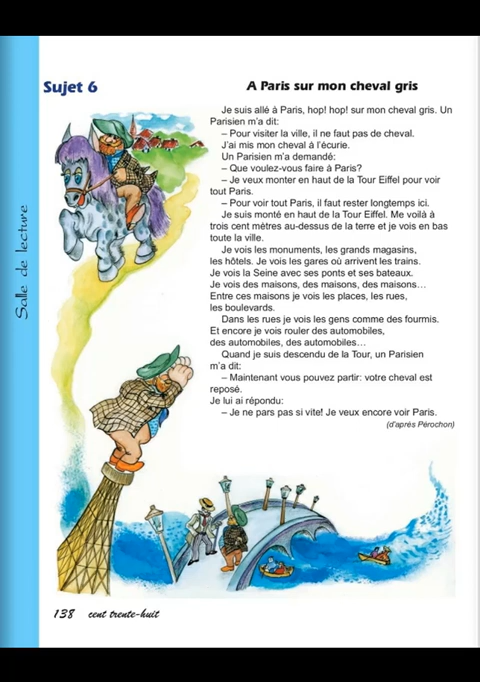 Salle de lecture
Sujet 6
A Paris sur mon cheval gris
Je suis allé à Paris, hop! hop! sur mon cheval gris. Un
Parisien m'a dit:
– Pour visiter la ville, il ne faut pas de cheval.
J'ai mis mon cheval à l'écurie.
Un Parisien m'a demandé:
– Que voulez-vous faire à Paris?
– Je veux monter en haut de la Tour Eiffel pour voir
tout Paris.
– Pour voir tout Paris, il faut rester longtemps ici.
Je suis monté en haut de la Tour Eiffel. Me voilà à
trois cent mètres au-dessus de la terre et je vois en bas
toute la ville.
Je vois les monuments, les grands magasins,
les hôtels. Je vois les gares où arrivent les trains.
Je vois la Seine avec ses ponts et ses bateaux.
Je vois des maisons, des maisons, des maisons...
Entre ces maisons je vois les places, les rues,
les boulevards.
Dans les rues je vois les gens comme des fourmis.
Et encore je vois rouler des automobiles,
des automobiles, des automobiles...
Quand je suis descendu de la Tour, un Parisien
m'a dit:
– Maintenant vous pouvez partir: votre cheval est
reposé.
Je lui ai répondu:
– Je ne pars pas si vite! Je veux encore voir Paris.
(d'après Pérochon)
138 cent trente-huit